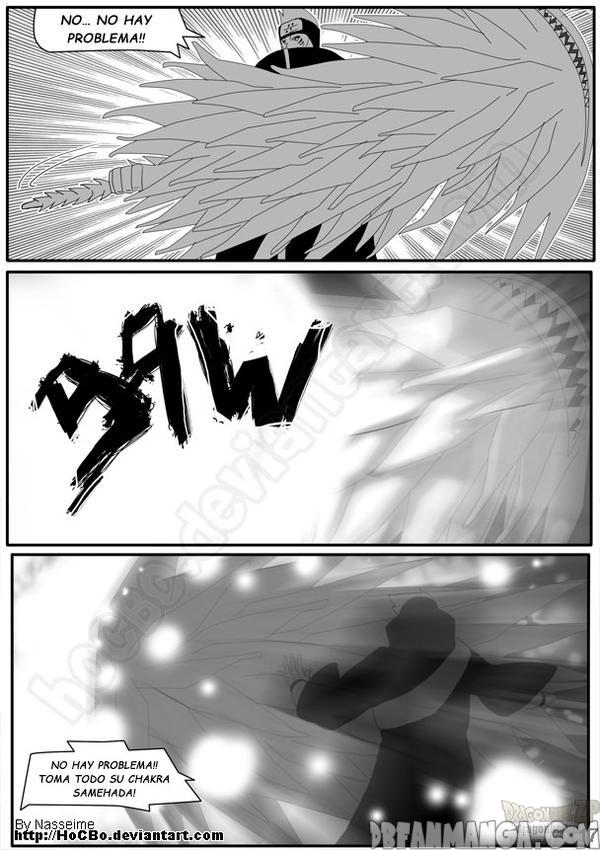 NO... NO HAY
PROBLEMA!!
NO HAY PROBLEMA!!
TOMA TODO SU CHAKRA
SAMEHADA!
By Nasseime
http://HoCBo.deviantart.com
DBFANMANGA.COM